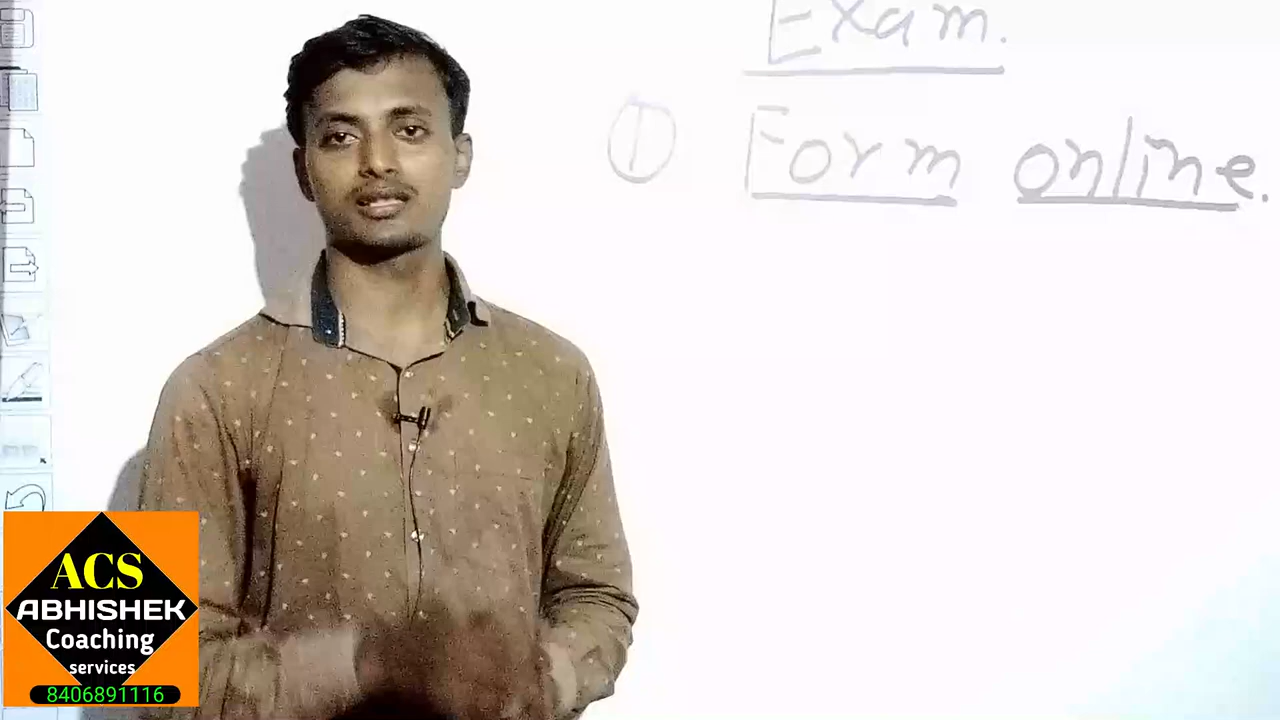 Exam.
① Form online.
ACS
ABHISHEK
Coaching
services
8406891116